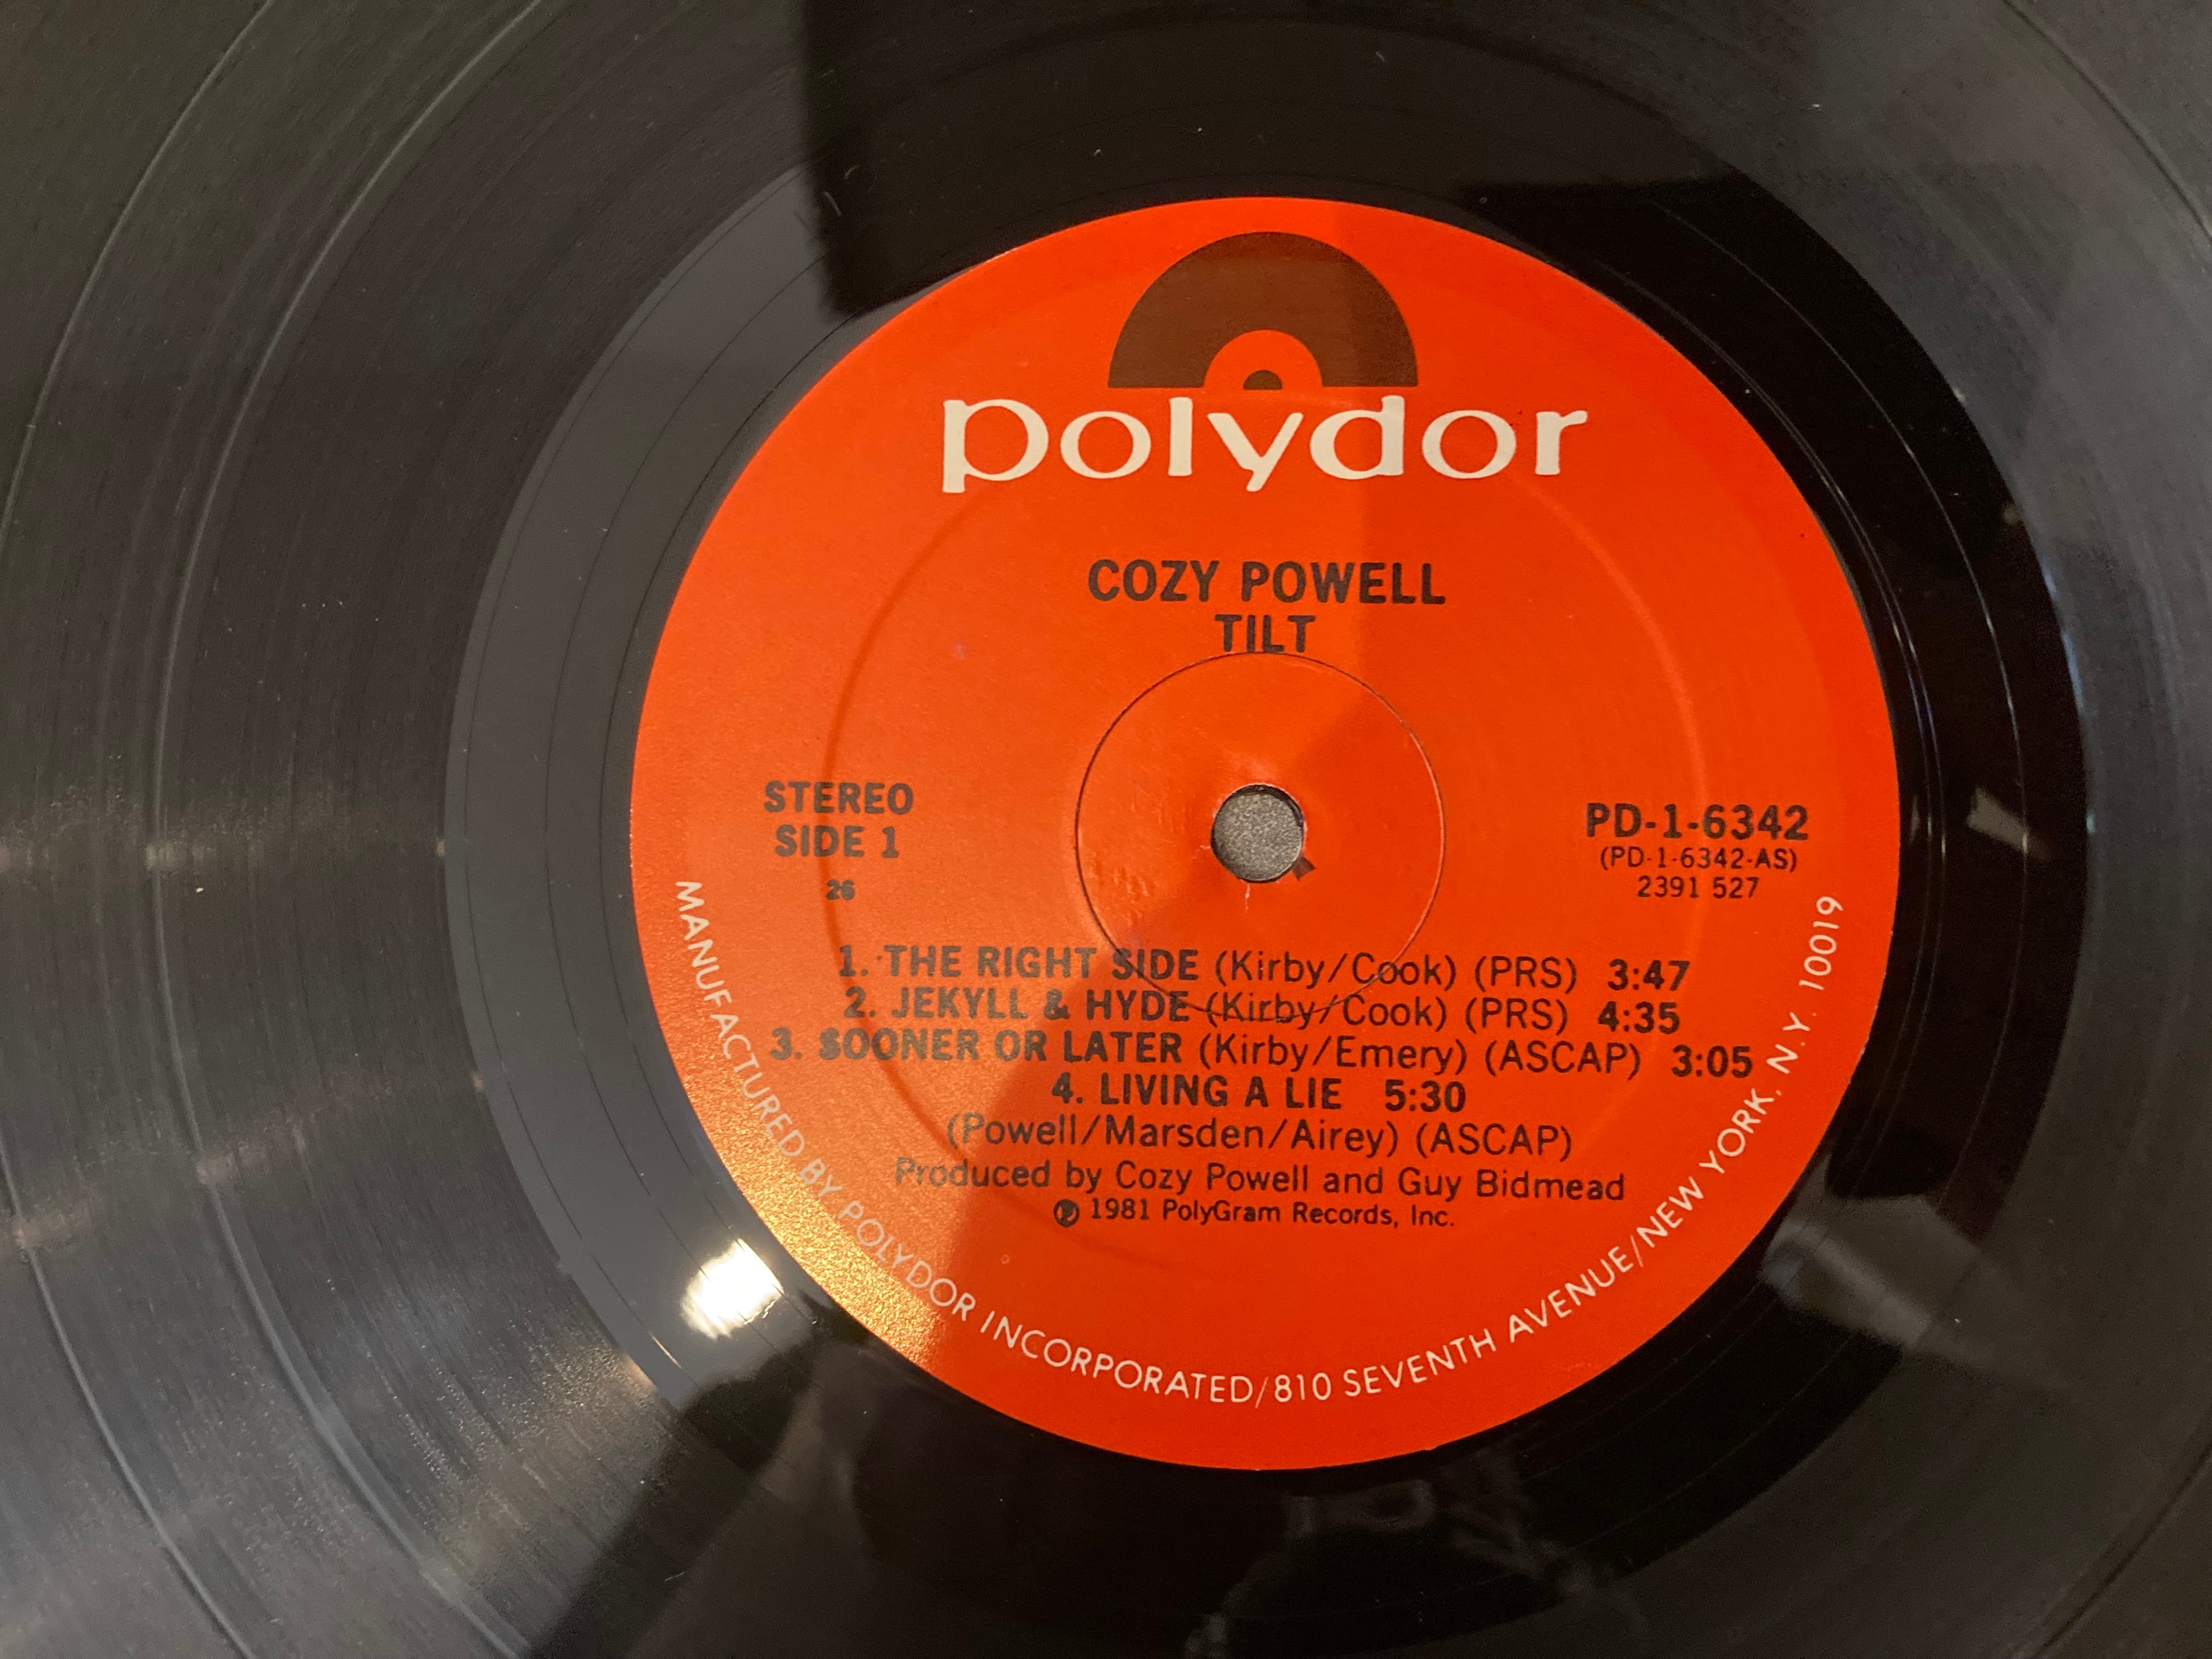 polydor
COZY POWELL
TILT
STEREO
SIDE 1
26
PD-1-6342
(PD-1-6342-AS)
2391 527
1. THE RIGHT SIDE (Kirby/Cook) (PRS) 3:47
2. JEKYLL & HYDE (Kirby/Cook) (PRS) 4:35
3. SOONER OR LATER (Kirby/Emery) (ASCAP) 3:05
4. LIVING A LIE 5:30
(Powell/Marsden/Airey) (ASCAP)
Produced by Cozy Powell and Guy Bidmead
℗ 1981 PolyGram Records, Inc.
MANUFACTURED BY POLYDOR INCORPORATED/810 SEVENTH AVENUE/NEW YORK, N.Y. 10019